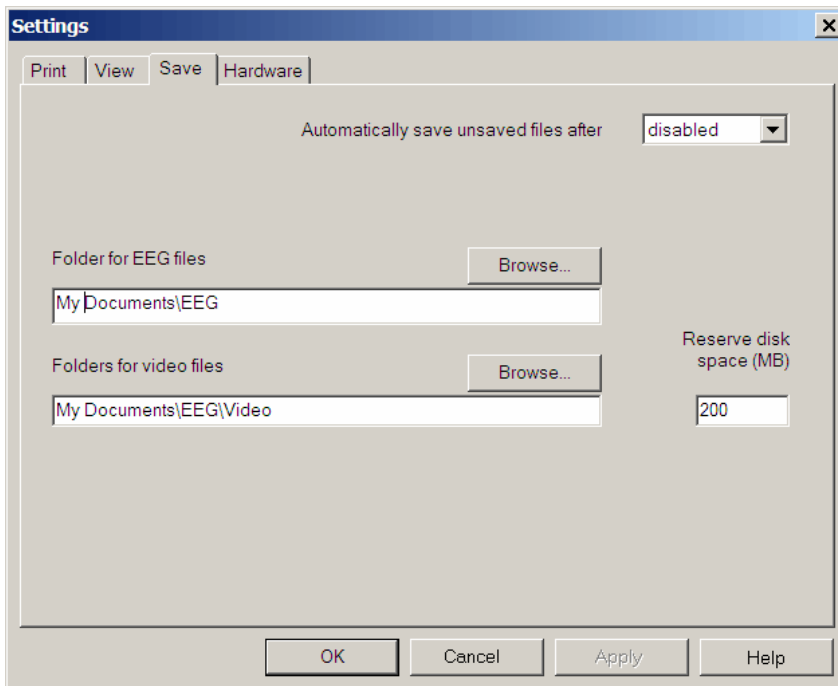 Settings
Print View Save Hardware
Automatically save unsaved files after disabled
Folder for EEG files Browse...
My Documents\EEG
Reserve disk
space (MB)
Folders for video files Browse...
My Documents\EEG\Video 200
OK Cancel Apply Help